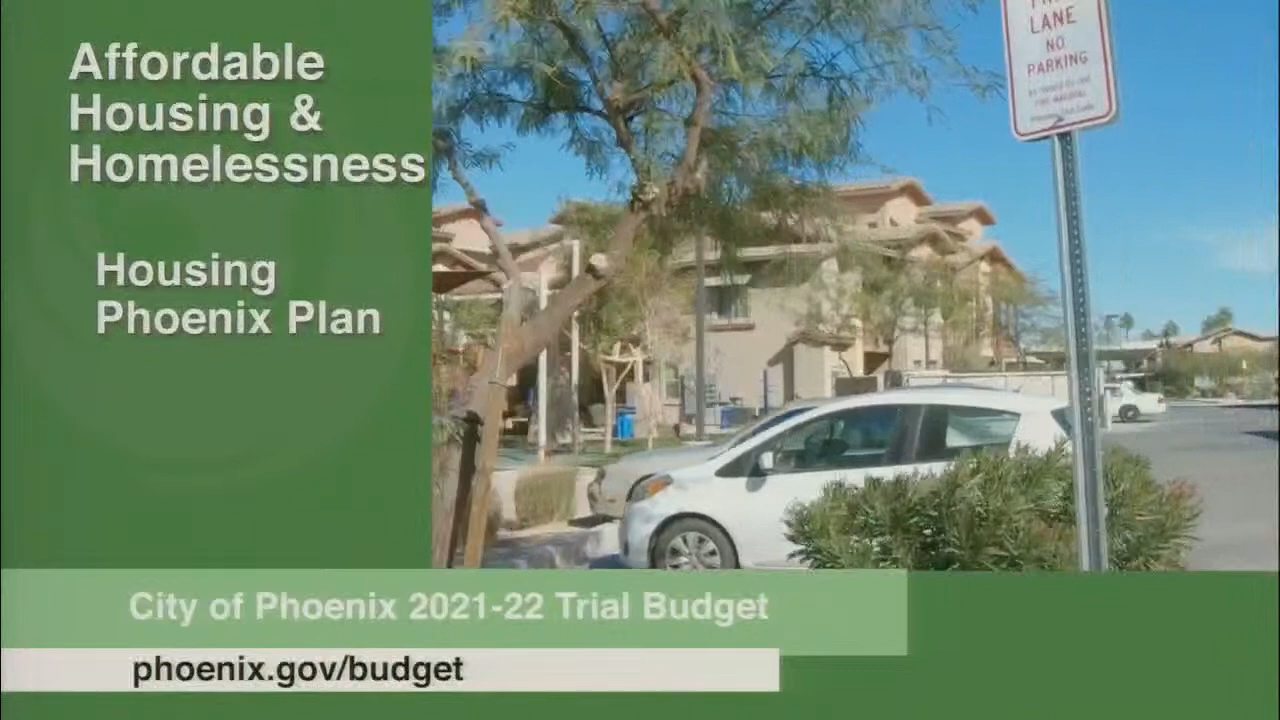 Affordable
Housing &
Homelessness
Housing
Phoenix Plan
LANE
NO
PARKING
City of Phoenix 2021-22 Trial Budget
phoenix.gov/budget